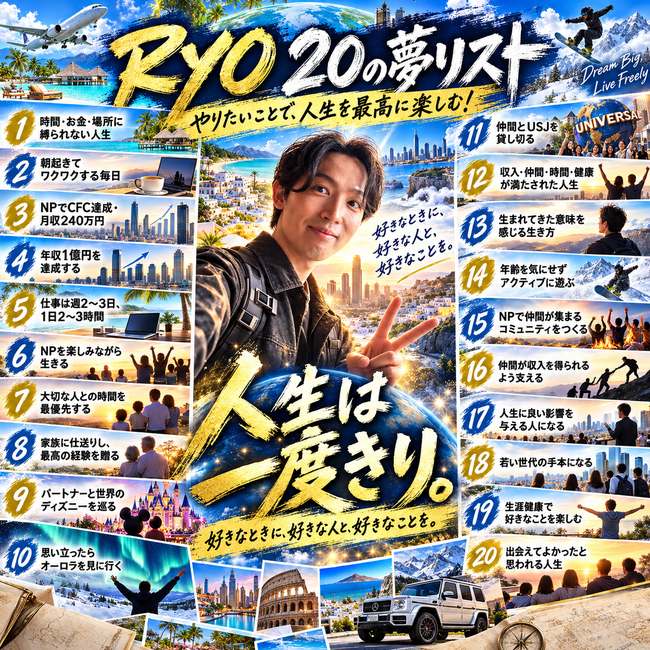 RYO 20の夢リスト
やりたいことで、人生を最高に楽しむ!
Dream Big,
Live Freely
1 時間・お金・場所に
縛られない人生
2 朝起きて
ワクワクする毎日
3 NPでCFC達成・
月収240万円
4 年収1億円を
達成する
5 仕事は週2〜3日、
1日2〜3時間
6 NPを楽しみながら
生きる
7 大切な人との時間を
最優先する
8 家族に仕送りし、
最高の経験を贈る
9 パートナーと世界の
ディズニーを巡る
10 思い立ったら
オーロラを見に行く
好きなときに、
好きな人と、
好きなことを。
人生は
一度きり。
好きなときに、好きな人と、好きなことを。
11 仲間とUSJを
貸し切る
UNIVERSAL
12 収入・仲間・時間・健康
が満たされた人生
13 生まれてきた意味を
感じる生き方
14 年齢を気にせず
アクティブに遊ぶ
15 NPで仲間が集まる
コミュニティをつくる
16 仲間が収入を得られる
よう支える
17 人生に良い影響を
与える人になる
18 若い世代の手本になる
19 生涯健康で
好きなことを楽しむ
20 出会えてよかったと
思われる人生